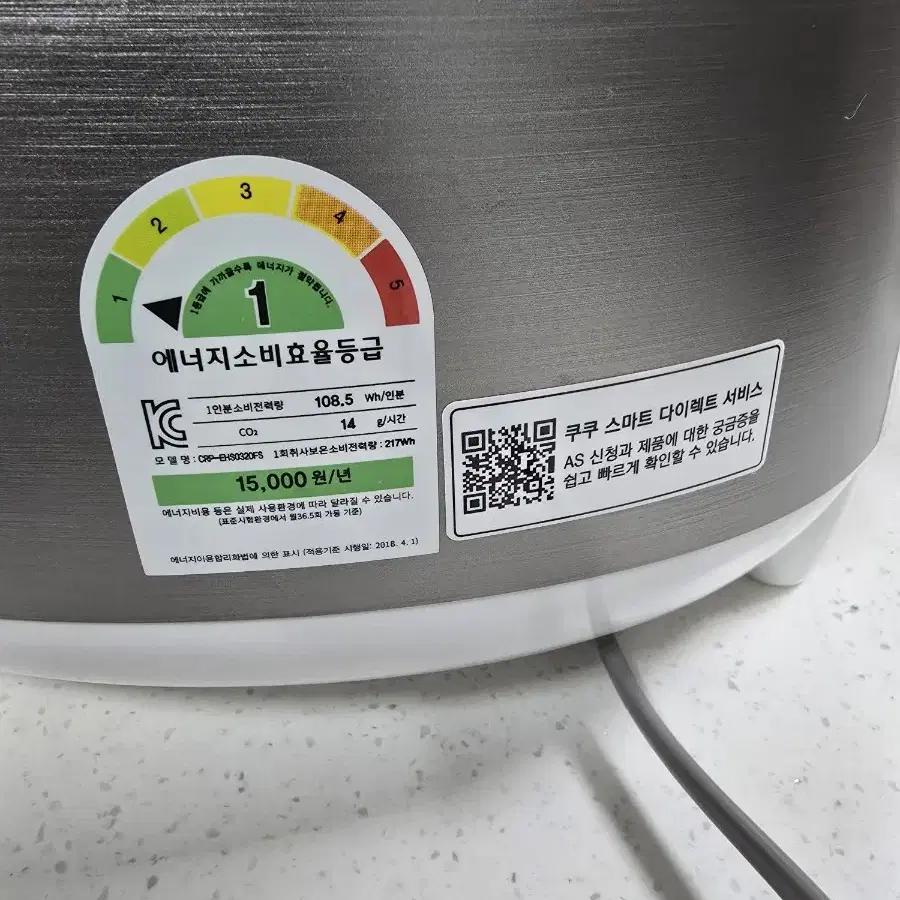 1
2
3
4
5
1등급에 가까울수록 에너지가 절약됩니다.
1
에너지소비효율등급
1인분소비전력량 108.5 Wh/인분
CO₂ 14 g/시간
모 델 명 : CRP-EHS0320FS 1회취사보온소비전력량 : 217Wh
15,000 원/년
에너지비용 등은 실제 사용환경에 따라 달라질 수 있습니다.
(표준시험환경에서 월36.5회 가동 기준)
에너지이용합리화법에 의한 표시 (적용기준 시행일: 2018. 4. 1)
쿠쿠 스마트 다이렉트 서비스
AS 신청과 제품에 대한 궁금증을
쉽고 빠르게 확인할 수 있습니다.